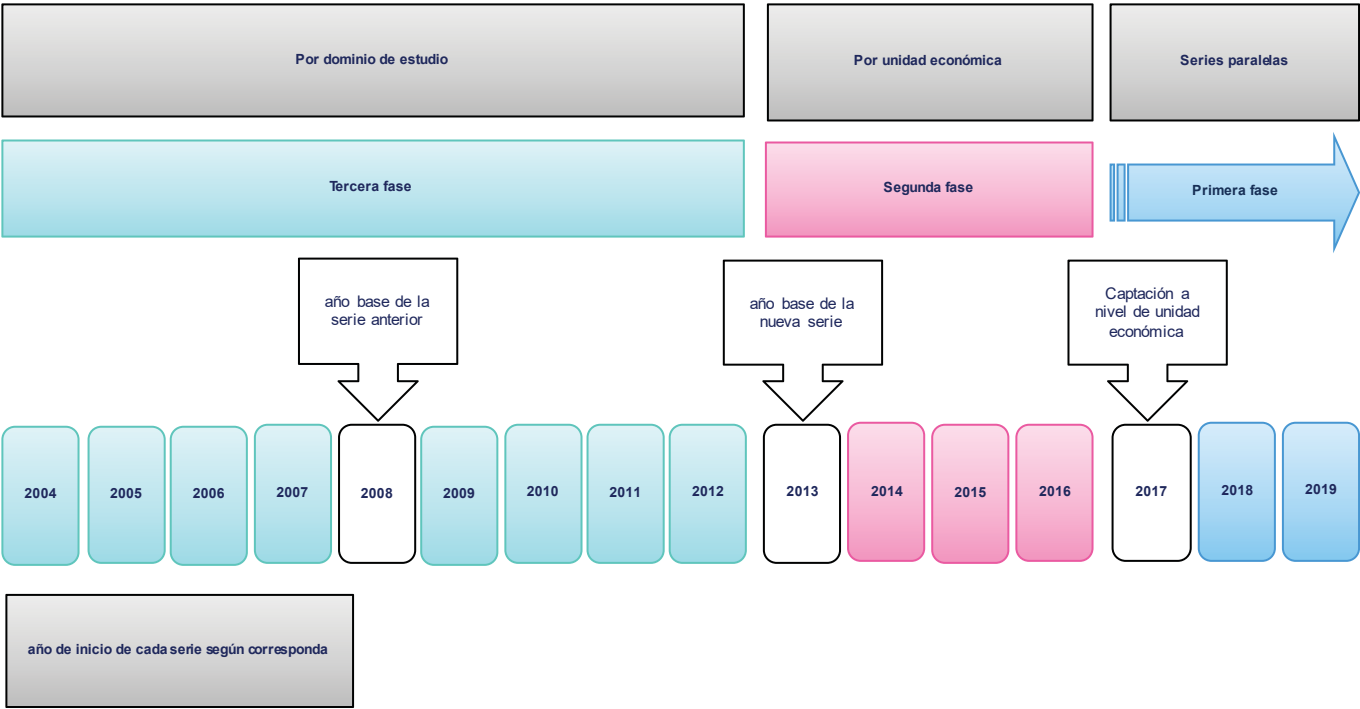 Por dominio de estudio
Por unidad económica
Series paralelas
Tercera fase
Segunda fase
Primera fase
año base de la
serie anterior
año base de la
nueva serie
Captación a
nivel de unidad
económica
2004
2005
2006
2007
2008
2009
2010
2011
2012
2013
2014
2015
2016
2017
2018
2019
año de inicio de cada serie según corresponda